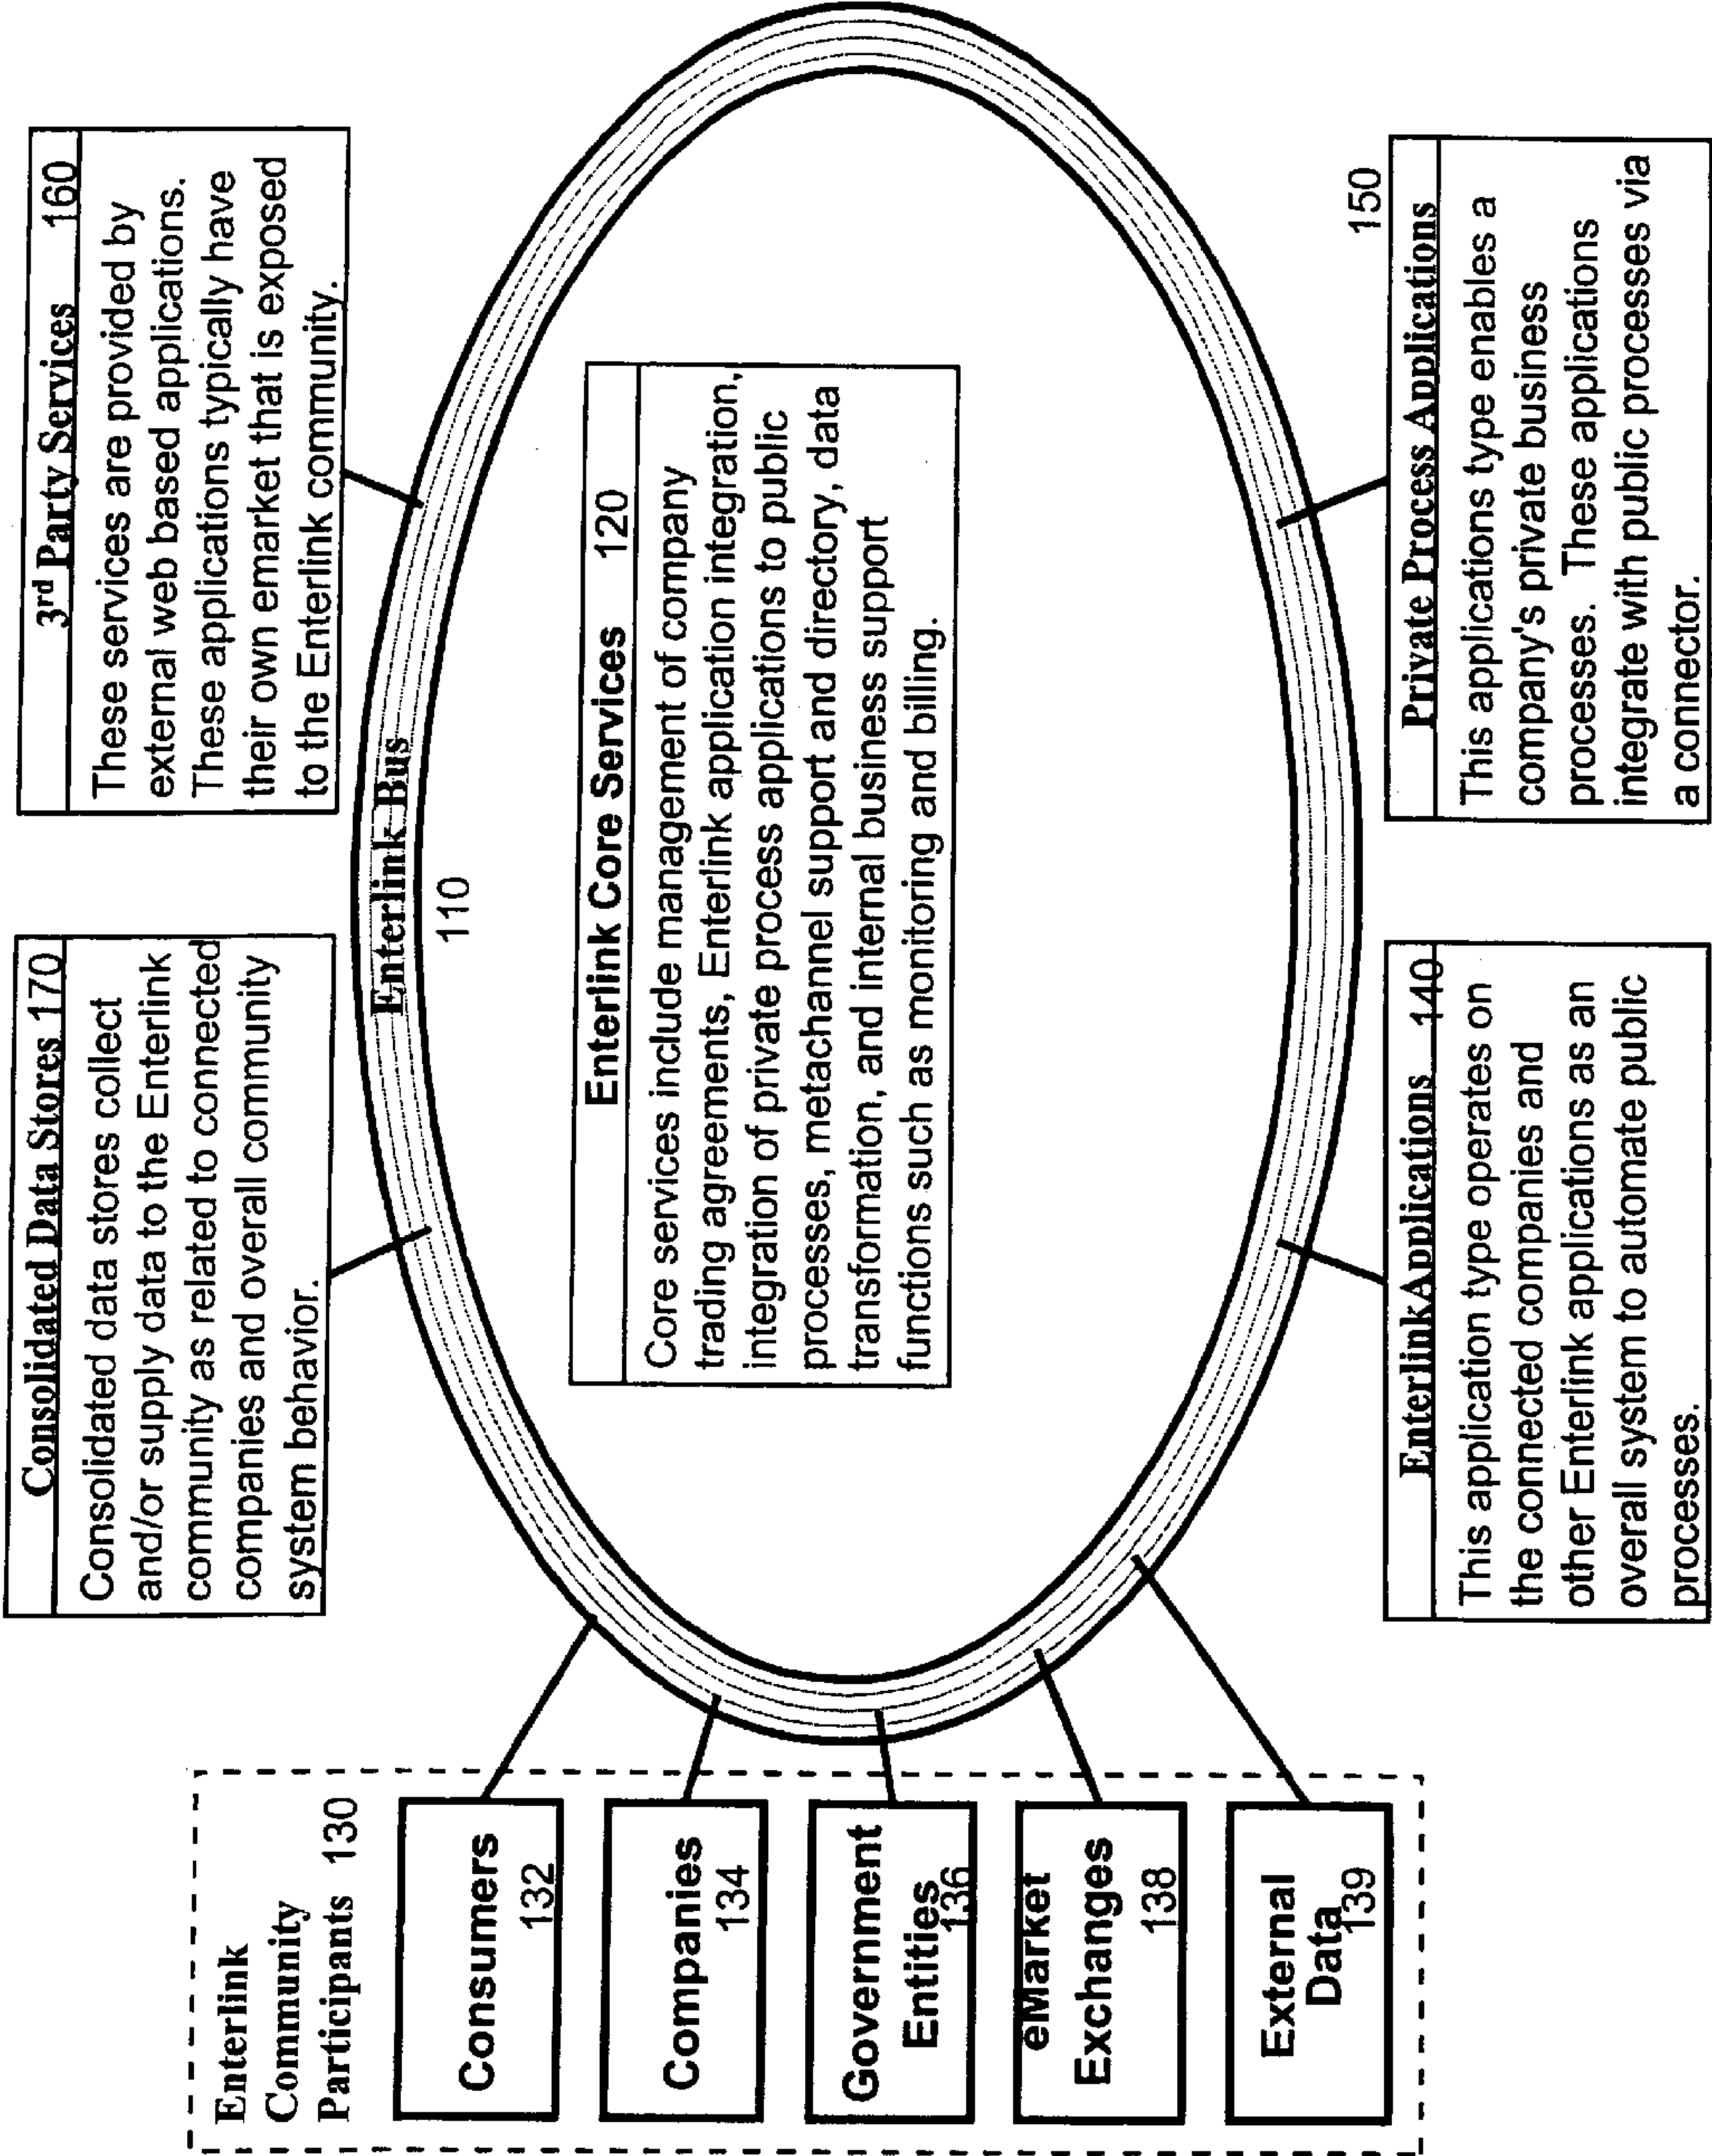 Consolidated Data Stores 170
Consolidated data stores collect
and/or supply data to the Enterlink
community as related to connected
companies and overall community
system behavior.
3rd Party Services 160
These services are provided by
external web based applications.
These applications typically have
their own emarket that is exposed
to the Enterlink community.
Enterlink Bus
110
Enterlink Community Participants 130
Enterlink Core Services 120
Core services include management of company
trading agreements, Enterlink application integration,
integration of private process applications to public
processes, metachannel support and directory, data
transformation, and internal business support
functions such as monitoring and billing.
Consumers
132
Companies
134
Government
Entities
136
eMarket
Exchanges
138
External
Data
139
Enterlink Applications 140
This application type operates on
the connected companies and
other Enterlink applications as an
overall system to automate public
processes.
150
Private Process Applications
This applications type enables a
company's private business
processes. These applications
integrate with public processes via
a connector.